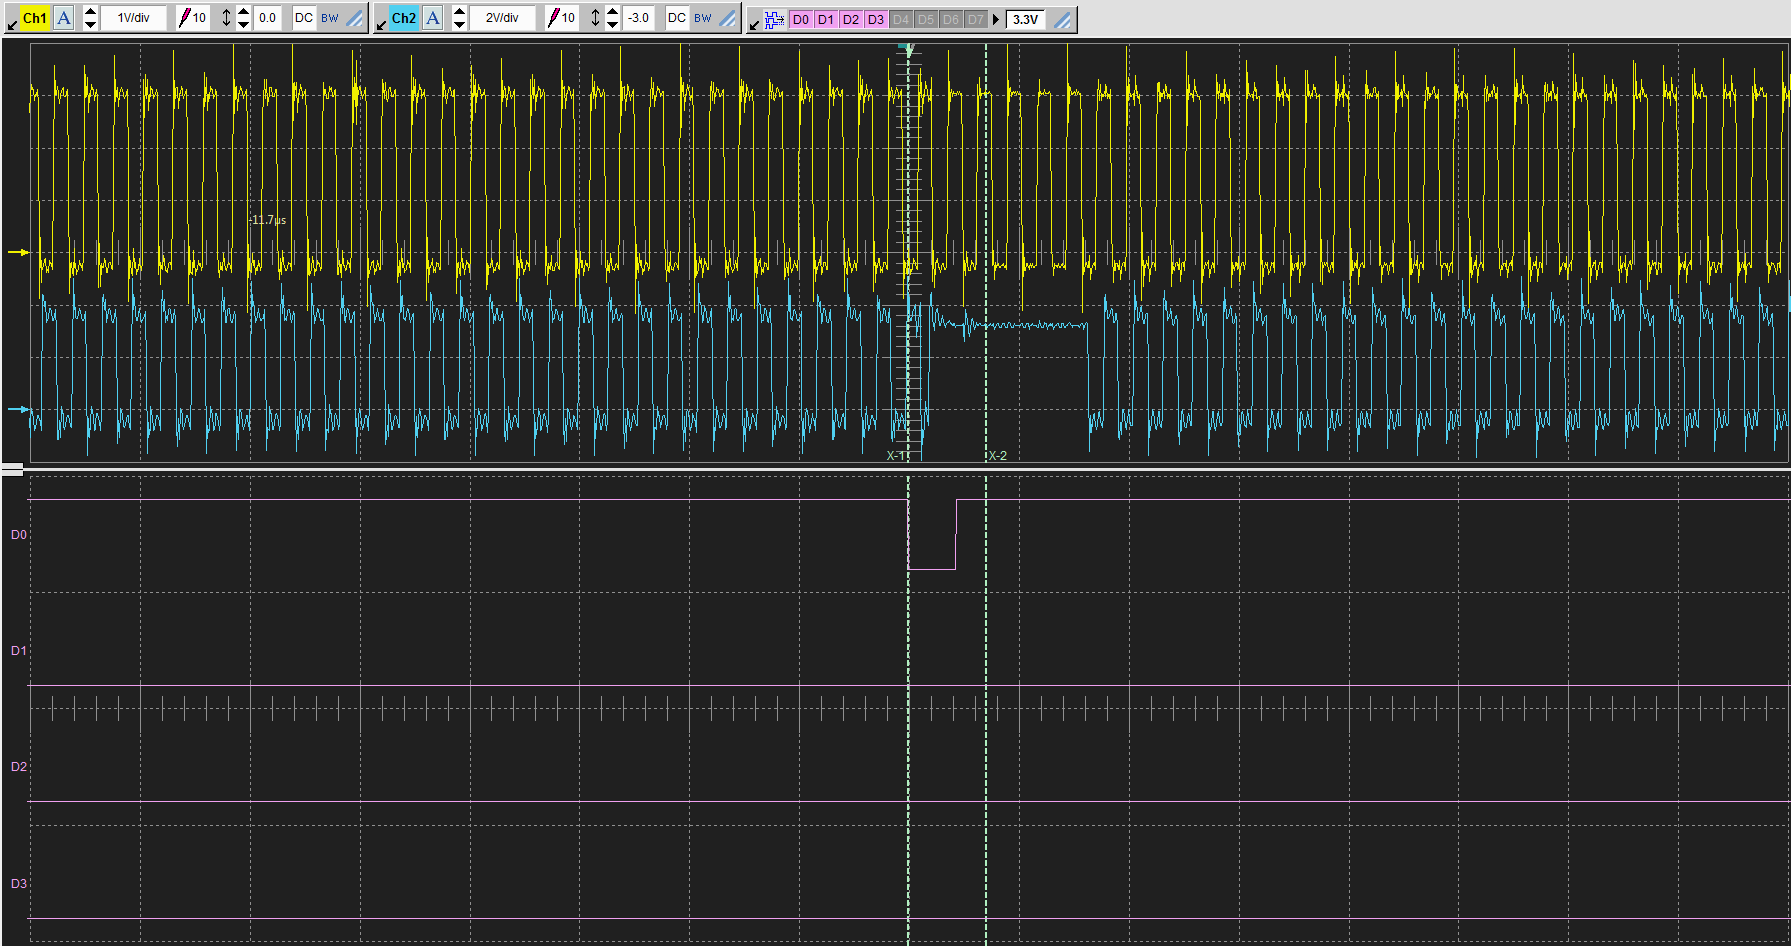 Ch1 A 1V/div 10 0.0 DC BW Ch2 A 2V/div 10 -3.0 DC BW D0 D1 D2 D3 D4 D5 D6 D7 3.3V
-11.7µs
X-1 X-2
D0
D1
D2
D3